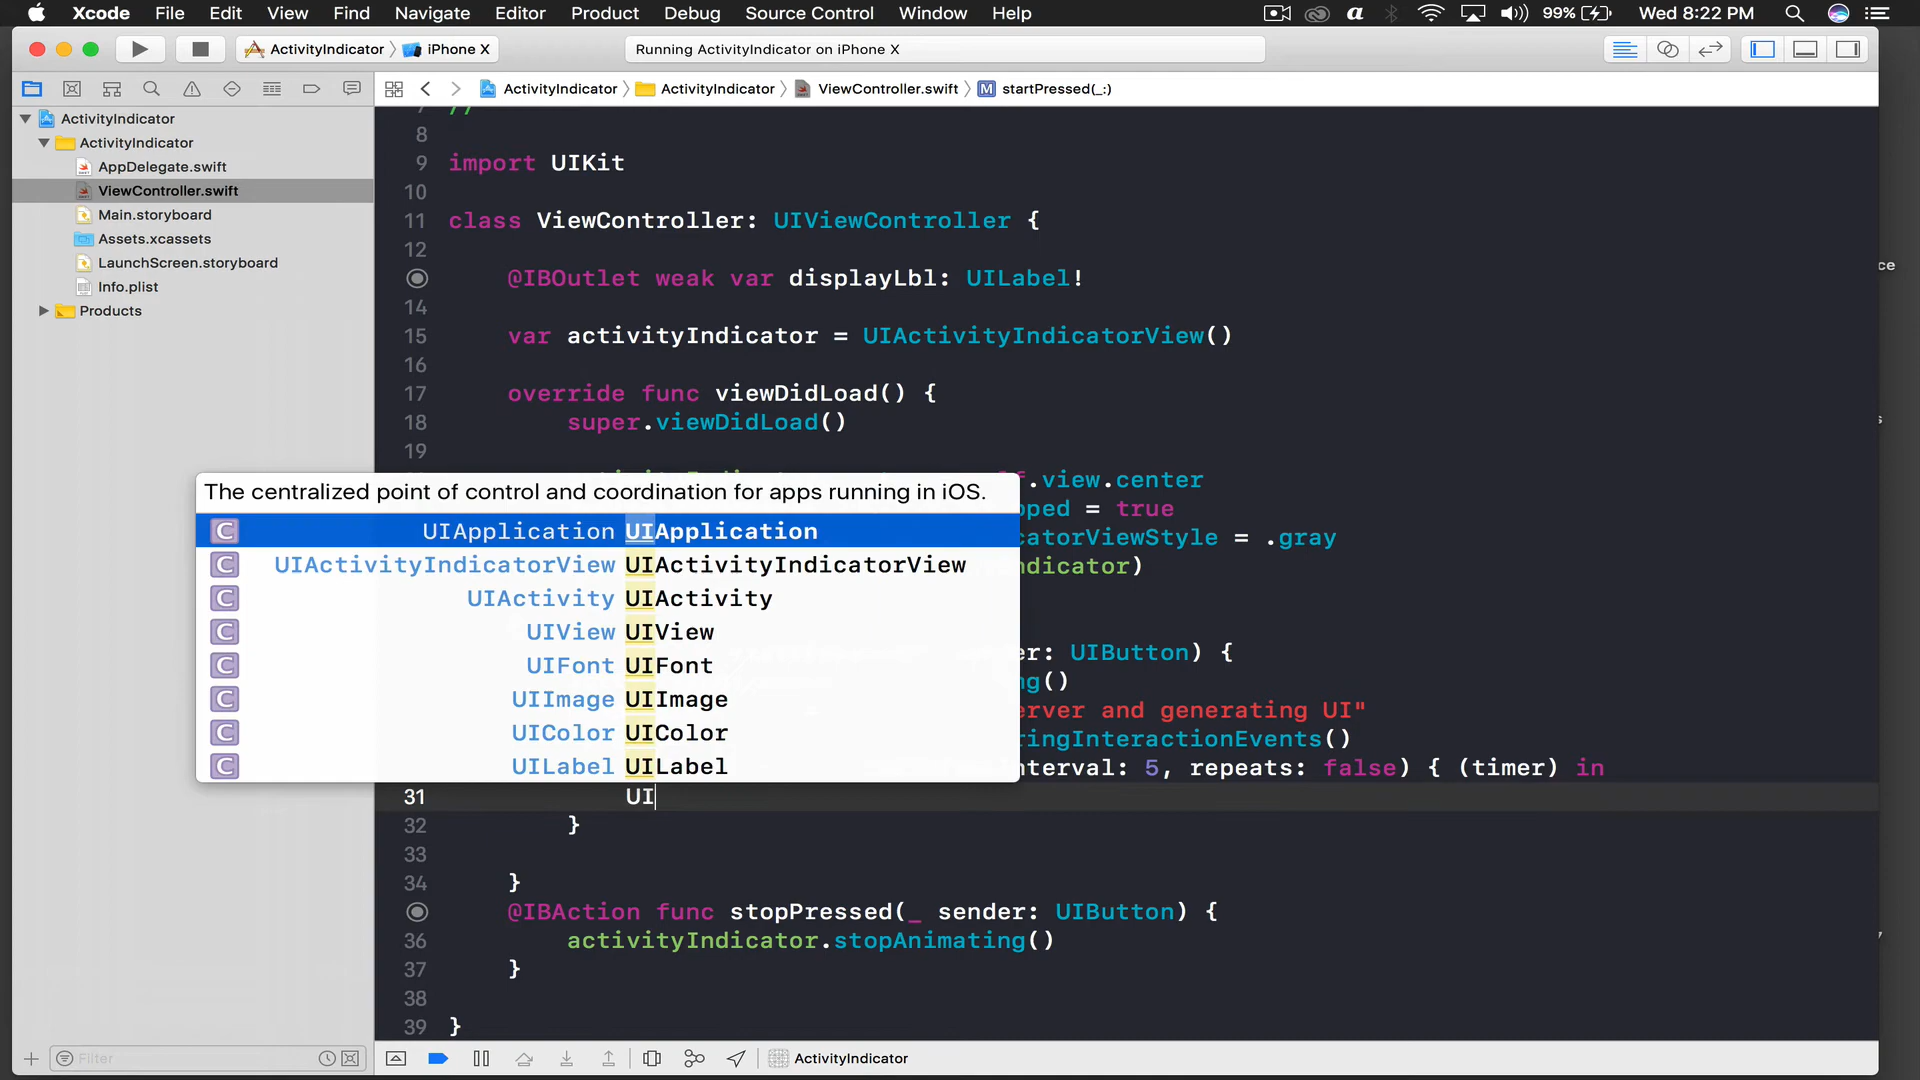 Xcode File Edit View Find Navigate Editor Product Debug Source Control Window Help 99% Wed 8:22 PM
ActivityIndicator iPhone X Running ActivityIndicator on iPhone X
ActivityIndicator ActivityIndicator ViewController.swift M startPressed(_:)
ActivityIndicator
ActivityIndicator
AppDelegate.swift
ViewController.swift
Main.storyboard
Assets.xcassets
LaunchScreen.storyboard
Info.plist
Products
//
8
9 import UIKit
10
11 class ViewController: UIViewController {
12
@IBOutlet weak var displayLbl: UILabel!
14
15 var activityIndicator = UIActivityIndicatorView()
16
17 override func viewDidLoad() {
18 super.viewDidLoad()
19
.view.center
pped = true
catorViewStyle = .gray
ndicator)
er: UIButton) {
ng()
erver and generating UI"
ringInteractionEvents()
nterval: 5, repeats: false) { (timer) in
The centralized point of control and coordination for apps running in iOS.
C UIApplication UIApplication
C UIActivityIndicatorView UIActivityIndicatorView
C UIActivity UIActivity
C UIView UIView
C UIFont UIFont
C UIImage UIImage
C UIColor UIColor
C UILabel UILabel
31 UI
32 }
33
34 }
@IBAction func stopPressed(_ sender: UIButton) {
36 activityIndicator.stopAnimating()
37 }
38
39 }
Filter
ActivityIndicator
ce